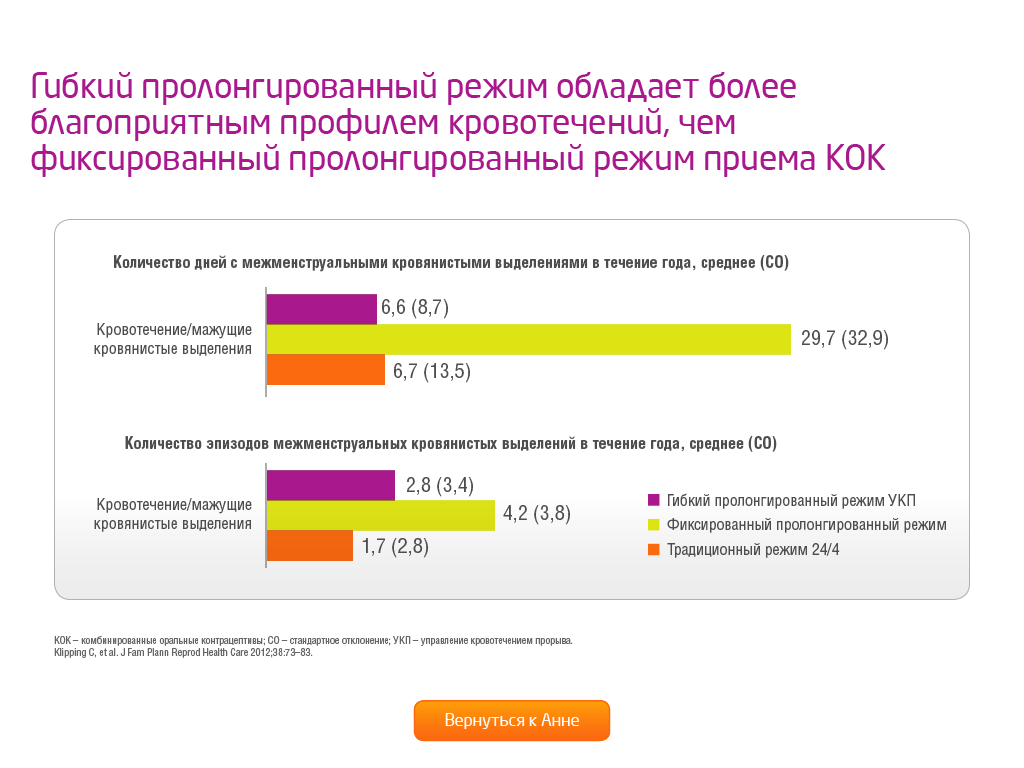 Гибкий пролонгированный режим обладает более
благоприятным профилем кровотечений, чем
фиксированный пролонгированный режим приема КОК
Количество дней с межменструальными кровянистыми выделениями в течение года, среднее (СО)
Кровотечение/мажущие
кровянистые выделения
6,6 (8,7)
29,7 (32,9)
6,7 (13,5)
Количество эпизодов межменструальных кровянистых выделений в течение года, среднее (СО)
Кровотечение/мажущие
кровянистые выделения
2,8 (3,4)
4,2 (3,8)
1,7 (2,8)
Гибкий пролонгированный режим УКП
Фиксированный пролонгированный режим
Традиционный режим 24/4
КОК – комбинированные оральные контрацептивы; СО – стандартное отклонение; УКП – управление кровотечением прорыва.
Klipping C, et al. J Fam Plann Reprod Health Care 2012;38:73–83.
Вернуться к Анне